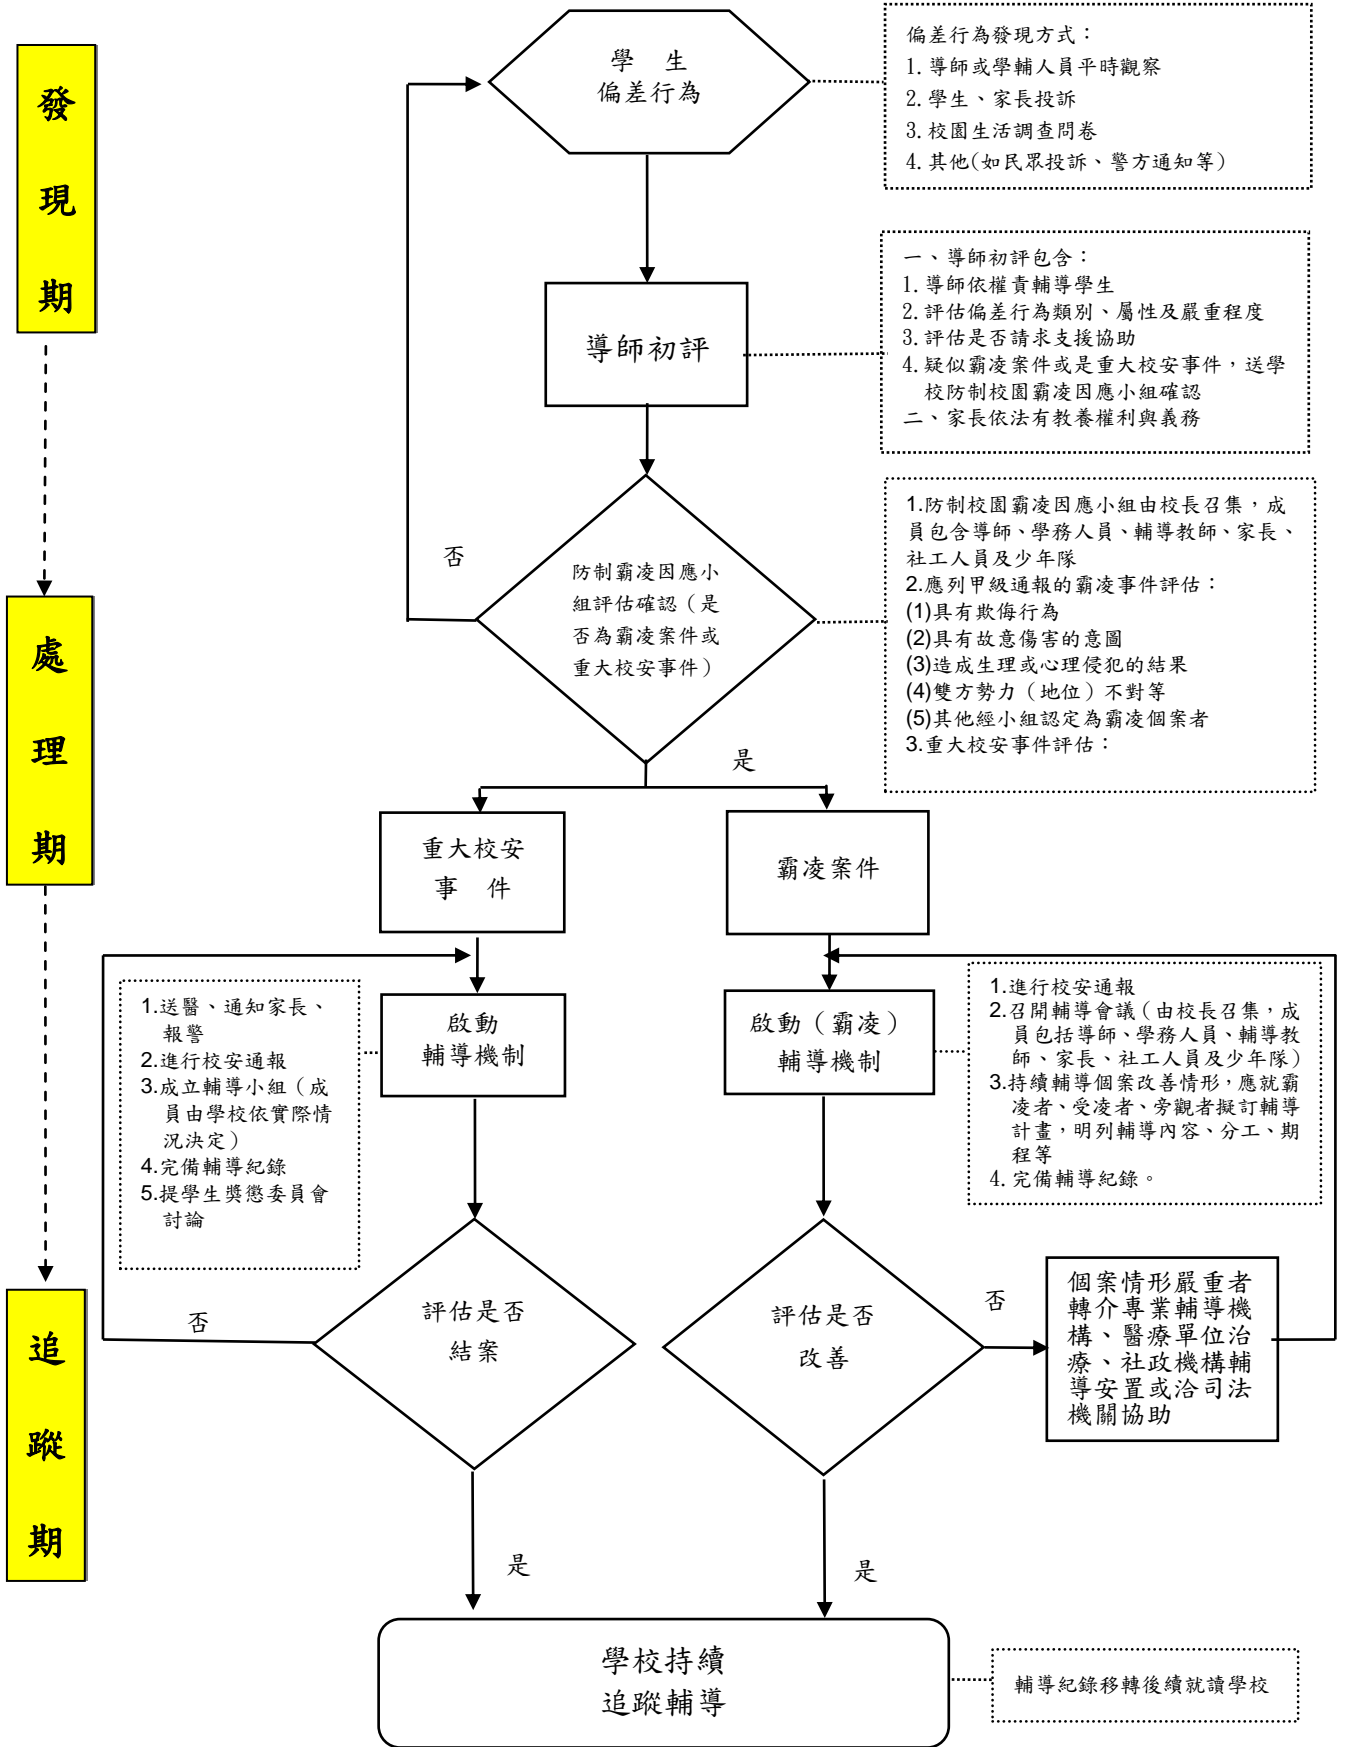 發
現
期
處
理
期
追
蹤
期
學 生
偏差行為
偏差行為發現方式：
1.導師或學輔人員平時觀察
2.學生、家長投訴
3.校園生活調查問卷
4.其他(如民眾投訴、警方通知等)
導師初評
一、導師初評包含：
1.導師依權責輔導學生
2.評估偏差行為類別、屬性及嚴重程度
3.評估是否請求支援協助
4.疑似霸凌案件或是重大校安事件，送學
校防制校園霸凌因應小組確認
二、家長依法有教養權利與義務
否
防制霸凌因應小
組評估確認（是
否為霸凌案件或
重大校安事件）
是
1.防制校園霸凌因應小組由校長召集，成
員包含導師、學務人員、輔導教師、家長、
社工人員及少年隊
2.應列甲級通報的霸凌事件評估：
(1)具有欺侮行為
(2)具有故意傷害的意圖
(3)造成生理或心理侵犯的結果
(4)雙方勢力（地位）不對等
(5)其他經小組認定為霸凌個案者
3.重大校安事件評估：
重大校安
事 件
霸凌案件
1.送醫、通知家長、
報警
2.進行校安通報
3.成立輔導小組（成
員由學校依實際情
況決定）
4.完備輔導紀錄
5.提學生獎懲委員會
討論
啟動
輔導機制
啟動（霸凌）
輔導機制
1.進行校安通報
2.召開輔導會議（由校長召集，成
員包括導師、學務人員、輔導教
師、家長、社工人員及少年隊）
3.持續輔導個案改善情形，應就霸
凌者、受凌者、旁觀者擬訂輔導
計畫，明列輔導內容、分工、期
程等
4.完備輔導紀錄。
否
評估是否
結案
是
評估是否
改善
否
是
個案情形嚴重者
轉介專業輔導機
構、醫療單位治
療、社政機構輔
導安置或洽司法
機關協助
學校持續
追蹤輔導
輔導紀錄移轉後續就讀學校